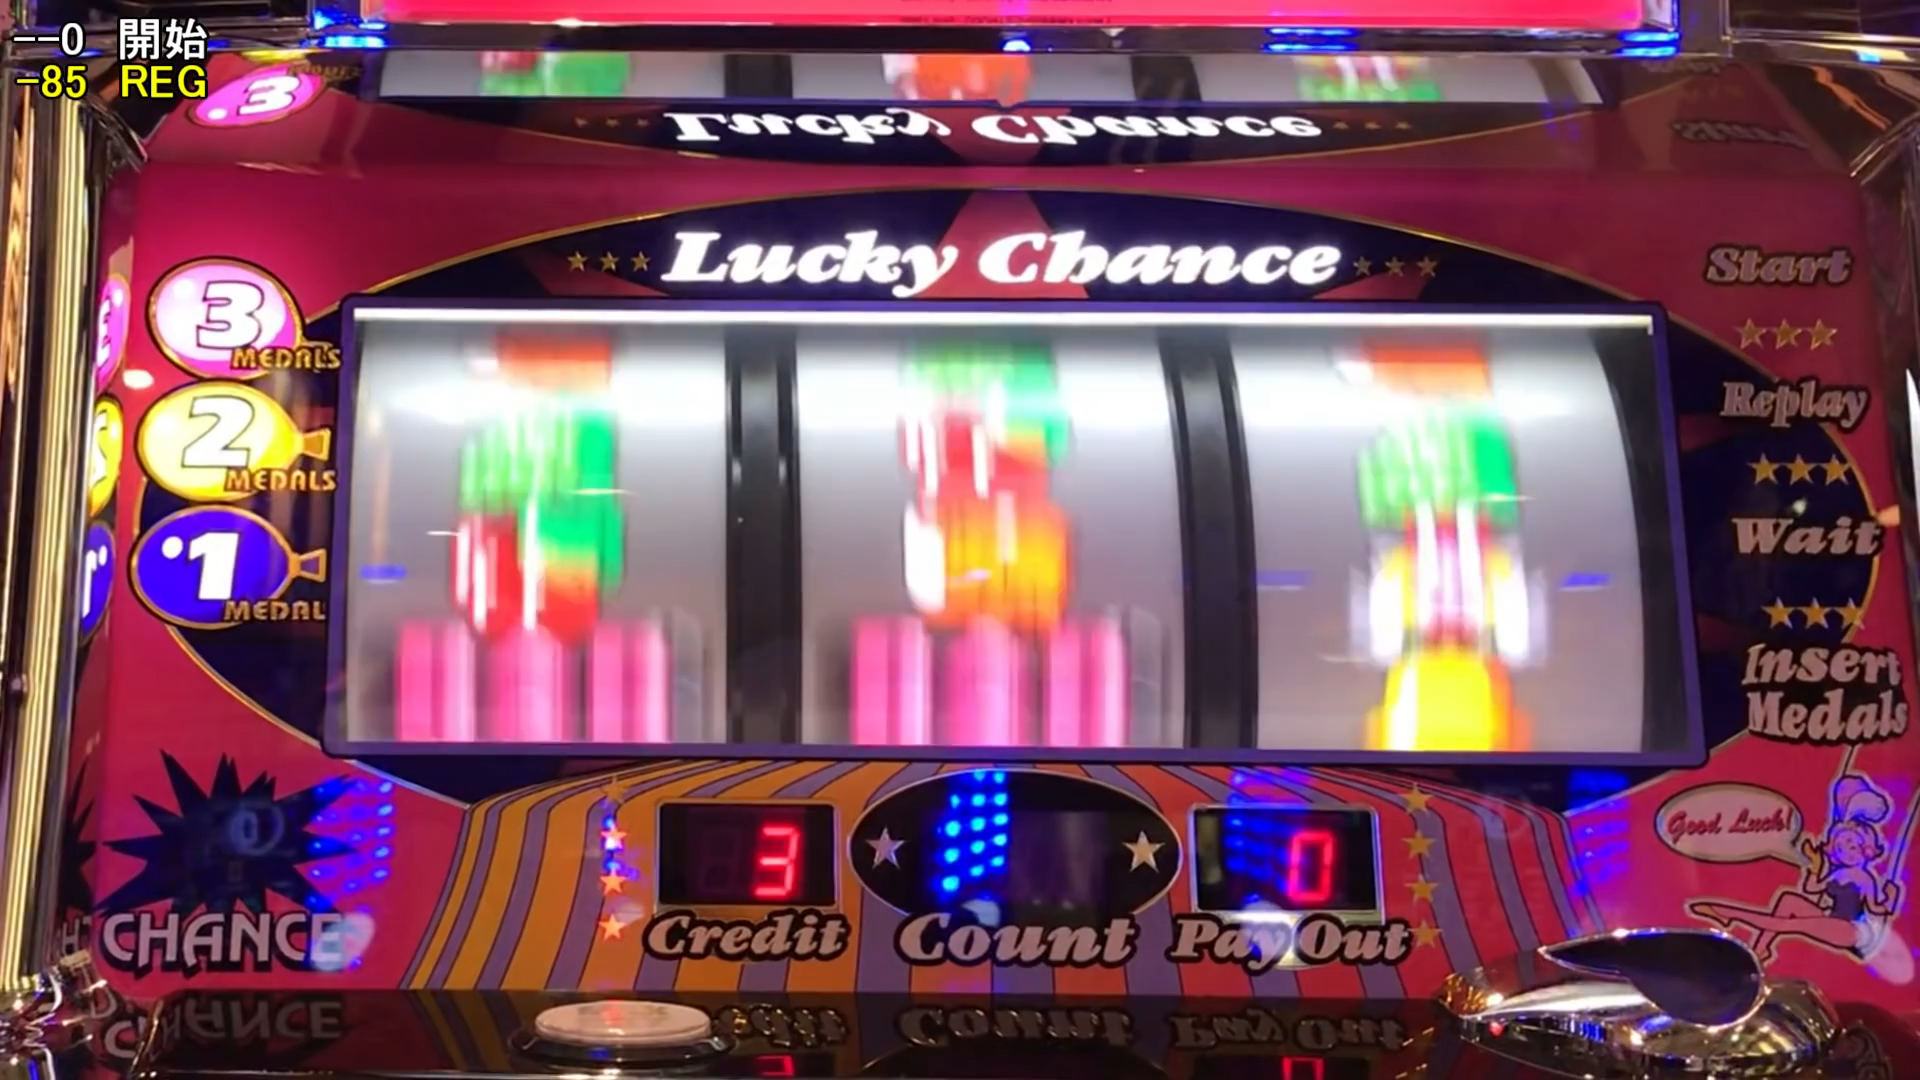 --0 開始
-85 REG
.3
Lucky Chance
Lucky Chance
3
MEDALS
2
MEDALS
1
MEDAL
Start
Replay
Wait
Insert
Medals
Good Luck!
CHANCE
3
0
Credit
Count
Pay Out